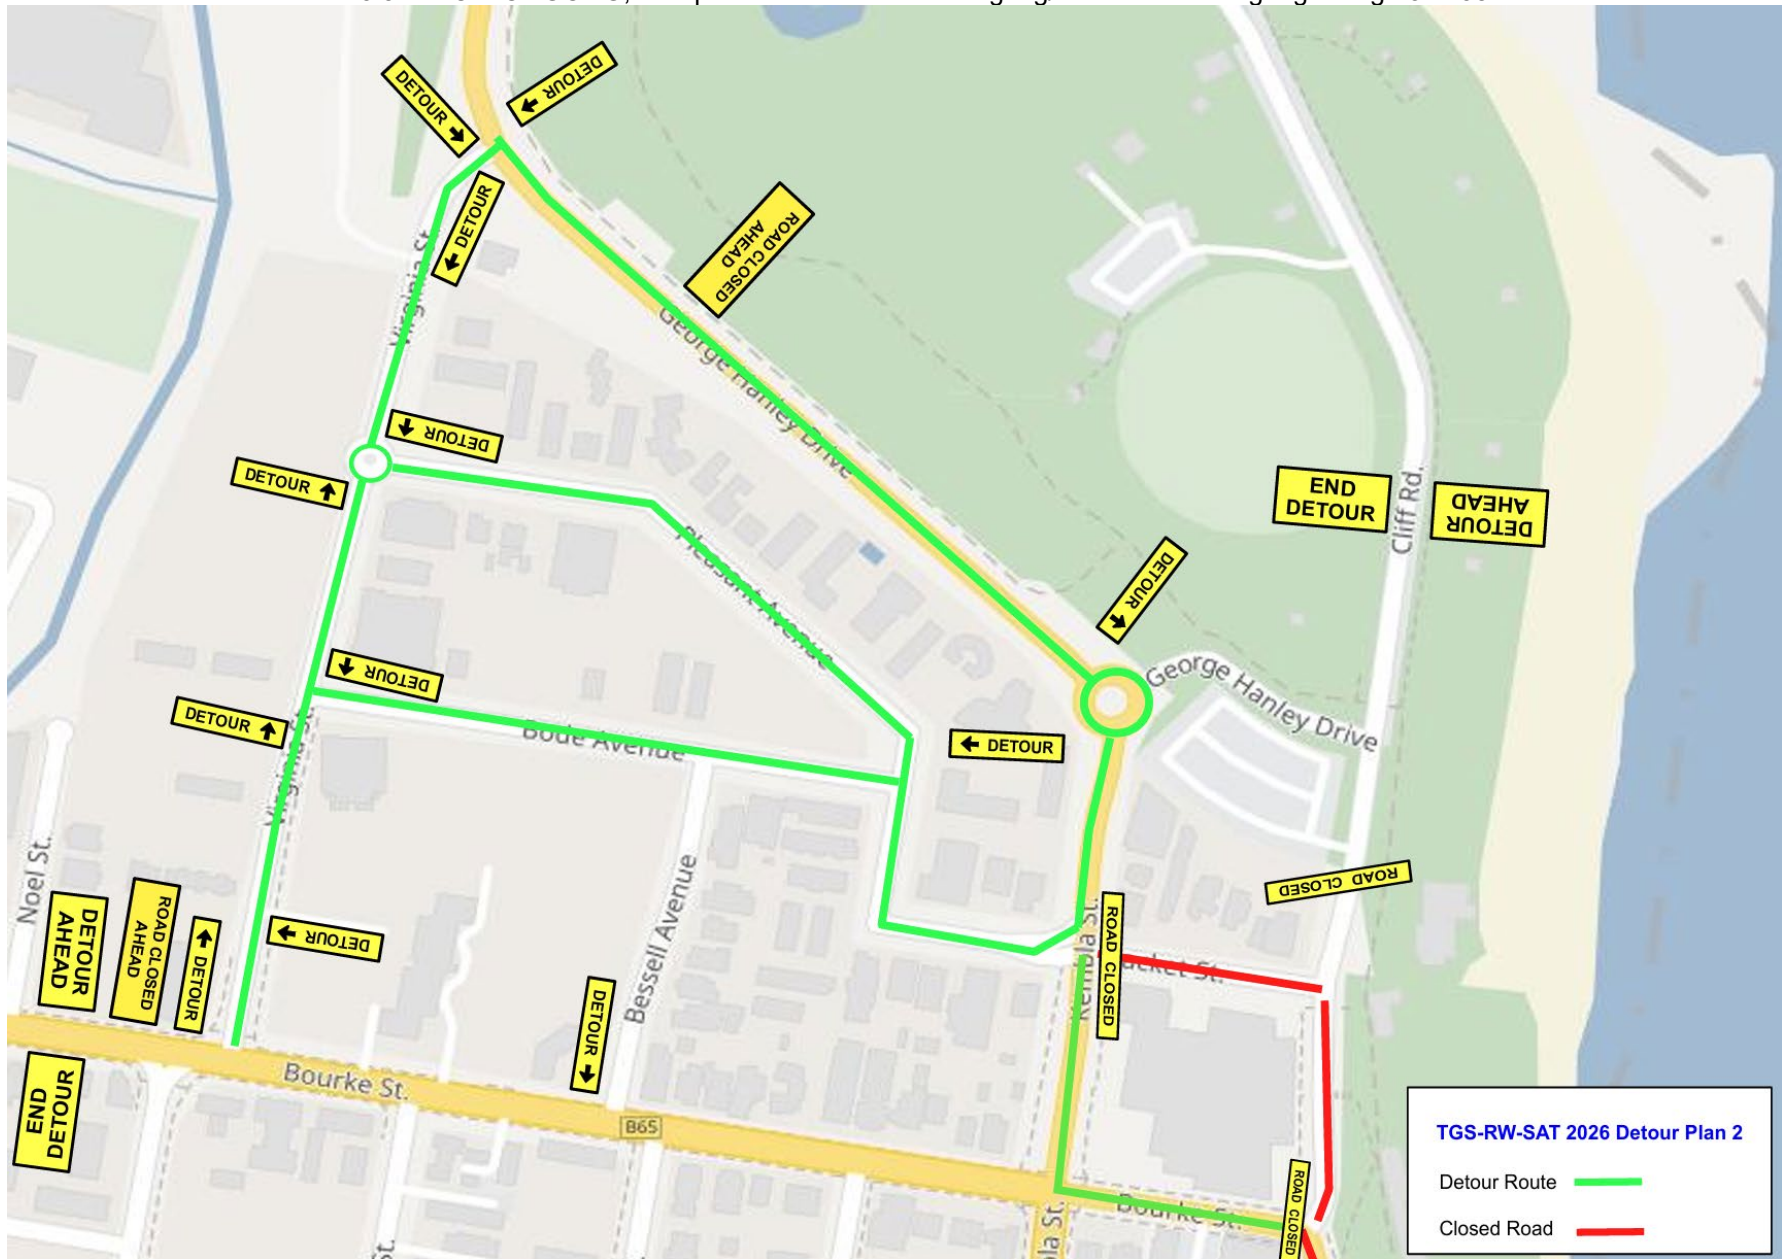 DETOUR
DETOUR
DETOUR
ROAD CLOSED
AHEAD
Virginia St.
George Hanley Drive
DETOUR
DETOUR
END
DETOUR
DETOUR
AHEAD
Cliff Rd.
Pleasant Avenue
DETOUR
DETOUR
George Hanley Drive
DETOUR
Virginia St.
Bode Avenue
DETOUR
Noel St.
DETOUR
AHEAD
ROAD CLOSED
AHEAD
DETOUR
DETOUR
Bessell Avenue
DETOUR
Kembla St.
ROAD CLOSED
ROAD CLOSED
END
DETOUR
Bourke St.
B65
Bourke St.
ROAD CLOSED
TGS-RW-SAT 2026 Detour Plan 2
Detour Route
Closed Road